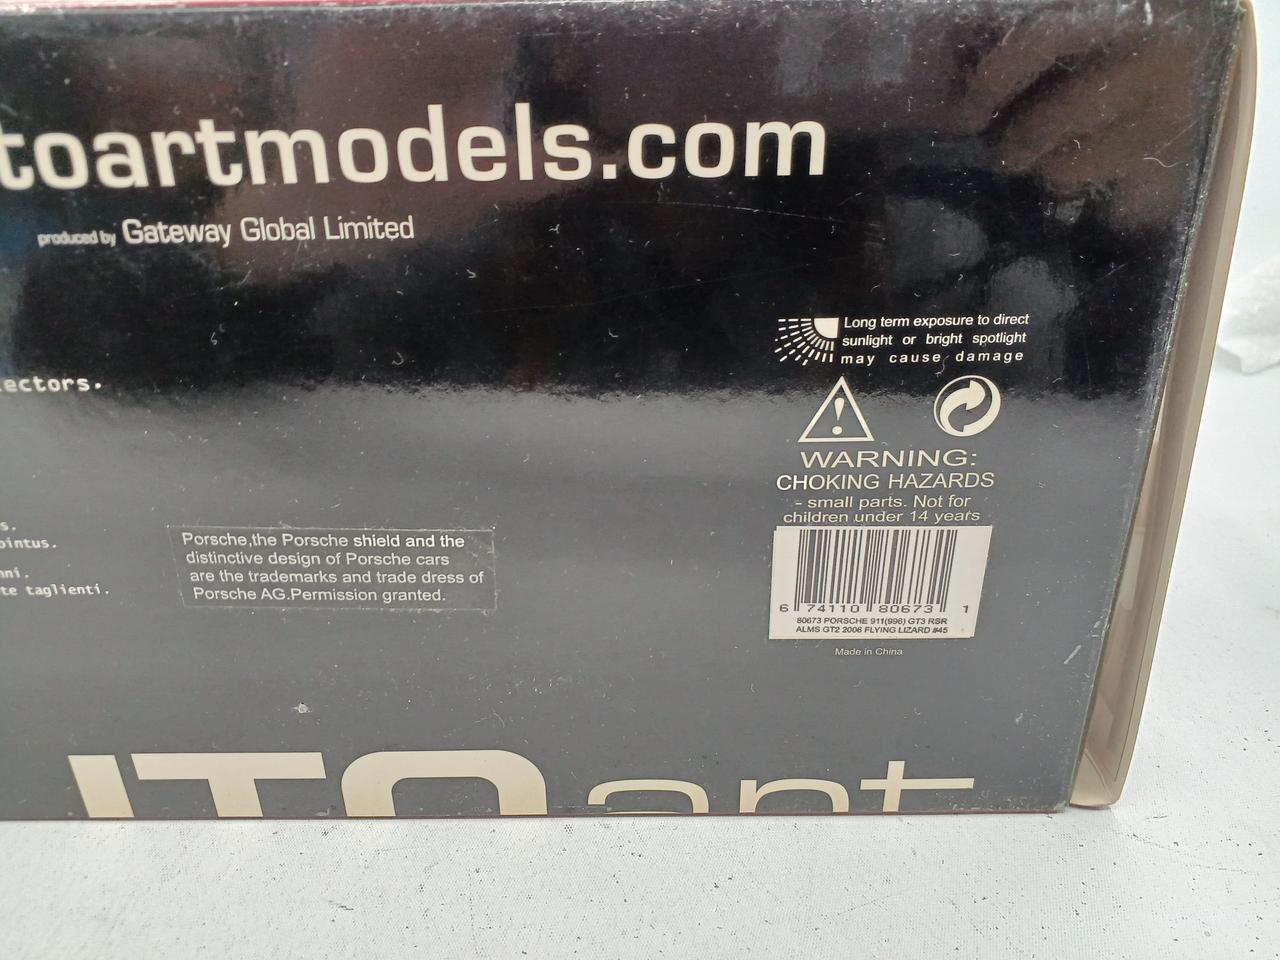 toartmodels.com
produced by Gateway Global Limited
Long term exposure to direct
sunlight or bright spotlight
may cause damage
ectors.
WARNING:
CHOKING HAZARDS
- small parts. Not for
children under 14 years
s.
ointus.
nni.
te taglienti.
Porsche,the Porsche shield and the
distinctive design of Porsche cars
are the trademarks and trade dress of
Porsche AG.Permission granted.
6 74110 80673 1
80673 PORSCHE 911(996) GT3 RSR
ALMS GT2 2006 FLYING LIZARD #45
Made in China
UTOart